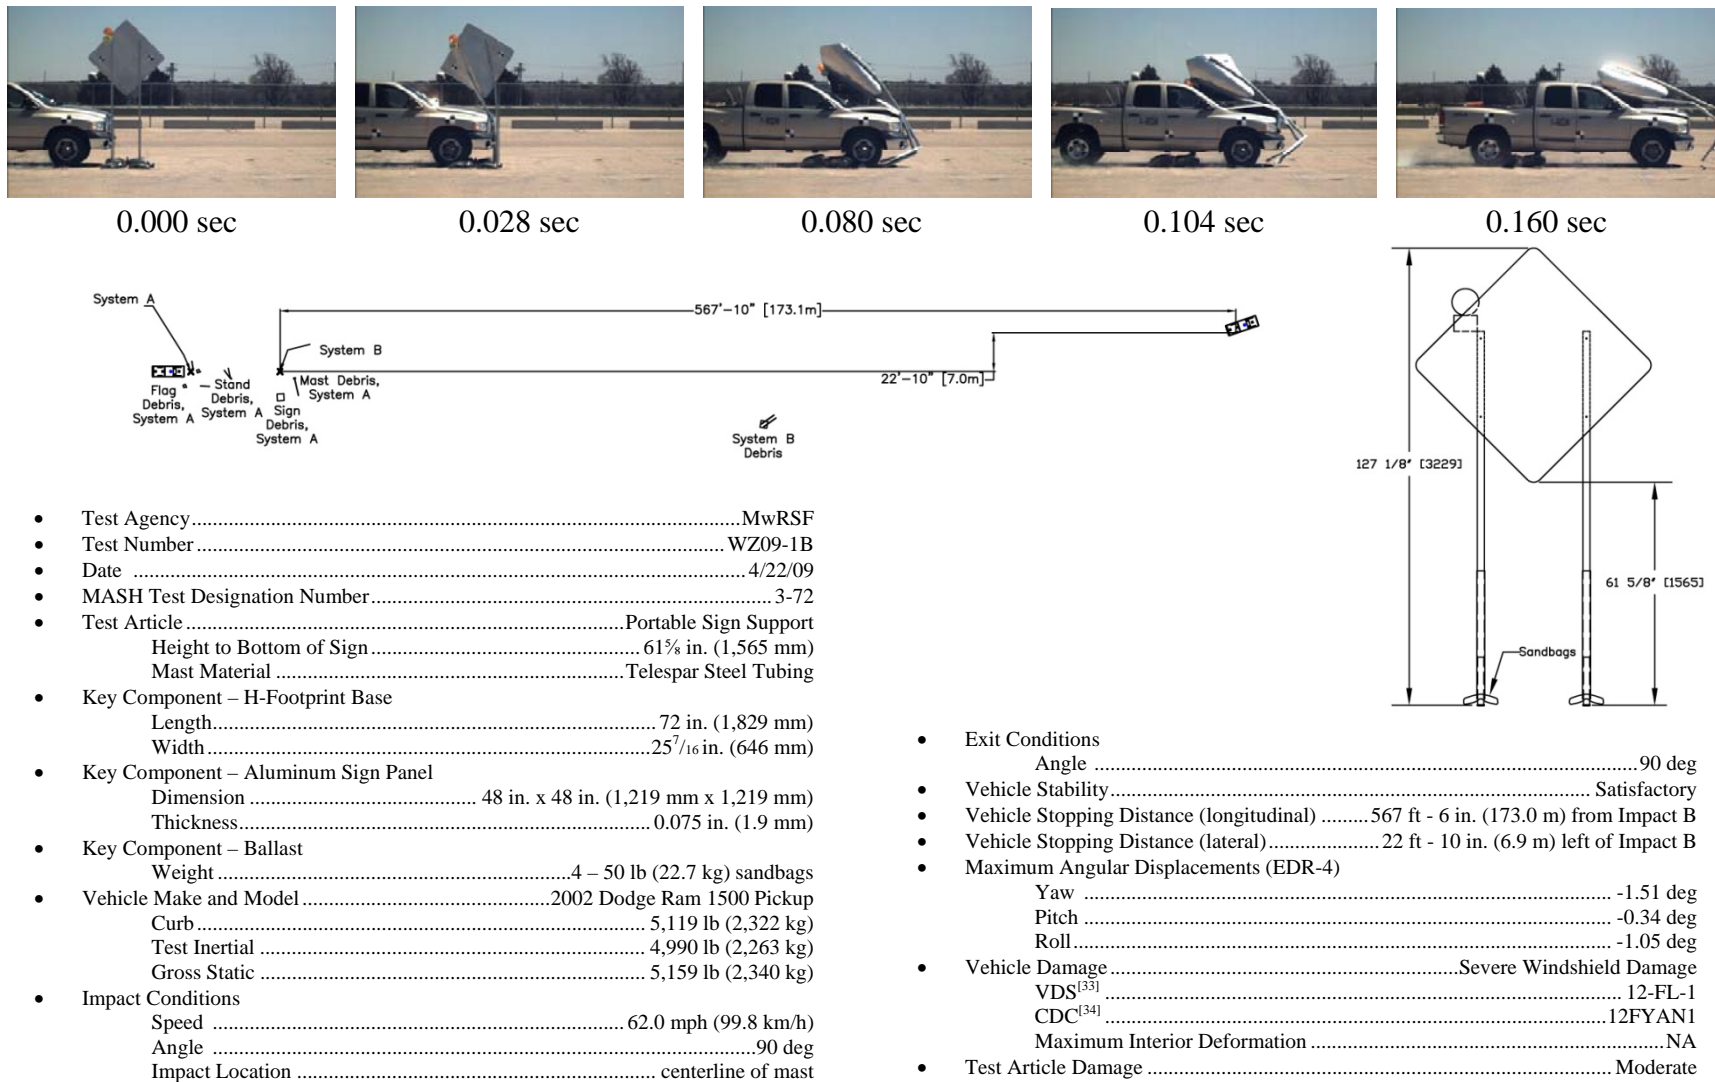 0.000 sec 0.028 sec 0.080 sec 0.104 sec 0.160 sec
System A
567'-10" [173.1m]
System B
22'-10" [7.0m]
Flag
Debris,
System A
Stand
Debris,
System A
Mast Debris,
System A
Sign
Debris,
System A
System B
Debris
127 1/8" [3229]
61 5/8" [1565]
Sandbags
• Test Agency MwRSF
• Test Number WZ09-1B
• Date 4/22/09
• MASH Test Designation Number 3-72
• Test Article Portable Sign Support
Height to Bottom of Sign 61⅝ in. (1,565 mm)
Mast Material Telespar Steel Tubing
• Key Component – H-Footprint Base
Length 72 in. (1,829 mm)
Width 25 7/16 in. (646 mm)
• Key Component – Aluminum Sign Panel
Dimension 48 in. x 48 in. (1,219 mm x 1,219 mm)
Thickness 0.075 in. (1.9 mm)
• Key Component – Ballast
Weight 4 – 50 lb (22.7 kg) sandbags
• Vehicle Make and Model 2002 Dodge Ram 1500 Pickup
Curb 5,119 lb (2,322 kg)
Test Inertial 4,990 lb (2,263 kg)
Gross Static 5,159 lb (2,340 kg)
• Impact Conditions
Speed 62.0 mph (99.8 km/h)
Angle 90 deg
Impact Location centerline of mast
• Exit Conditions
Angle 90 deg
• Vehicle Stability Satisfactory
• Vehicle Stopping Distance (longitudinal) 567 ft - 6 in. (173.0 m) from Impact B
• Vehicle Stopping Distance (lateral) 22 ft - 10 in. (6.9 m) left of Impact B
• Maximum Angular Displacements (EDR-4)
Yaw -1.51 deg
Pitch -0.34 deg
Roll -1.05 deg
• Vehicle Damage Severe Windshield Damage
VDS[33] 12-FL-1
CDC[34] 12FYAN1
Maximum Interior Deformation NA
• Test Article Damage Moderate